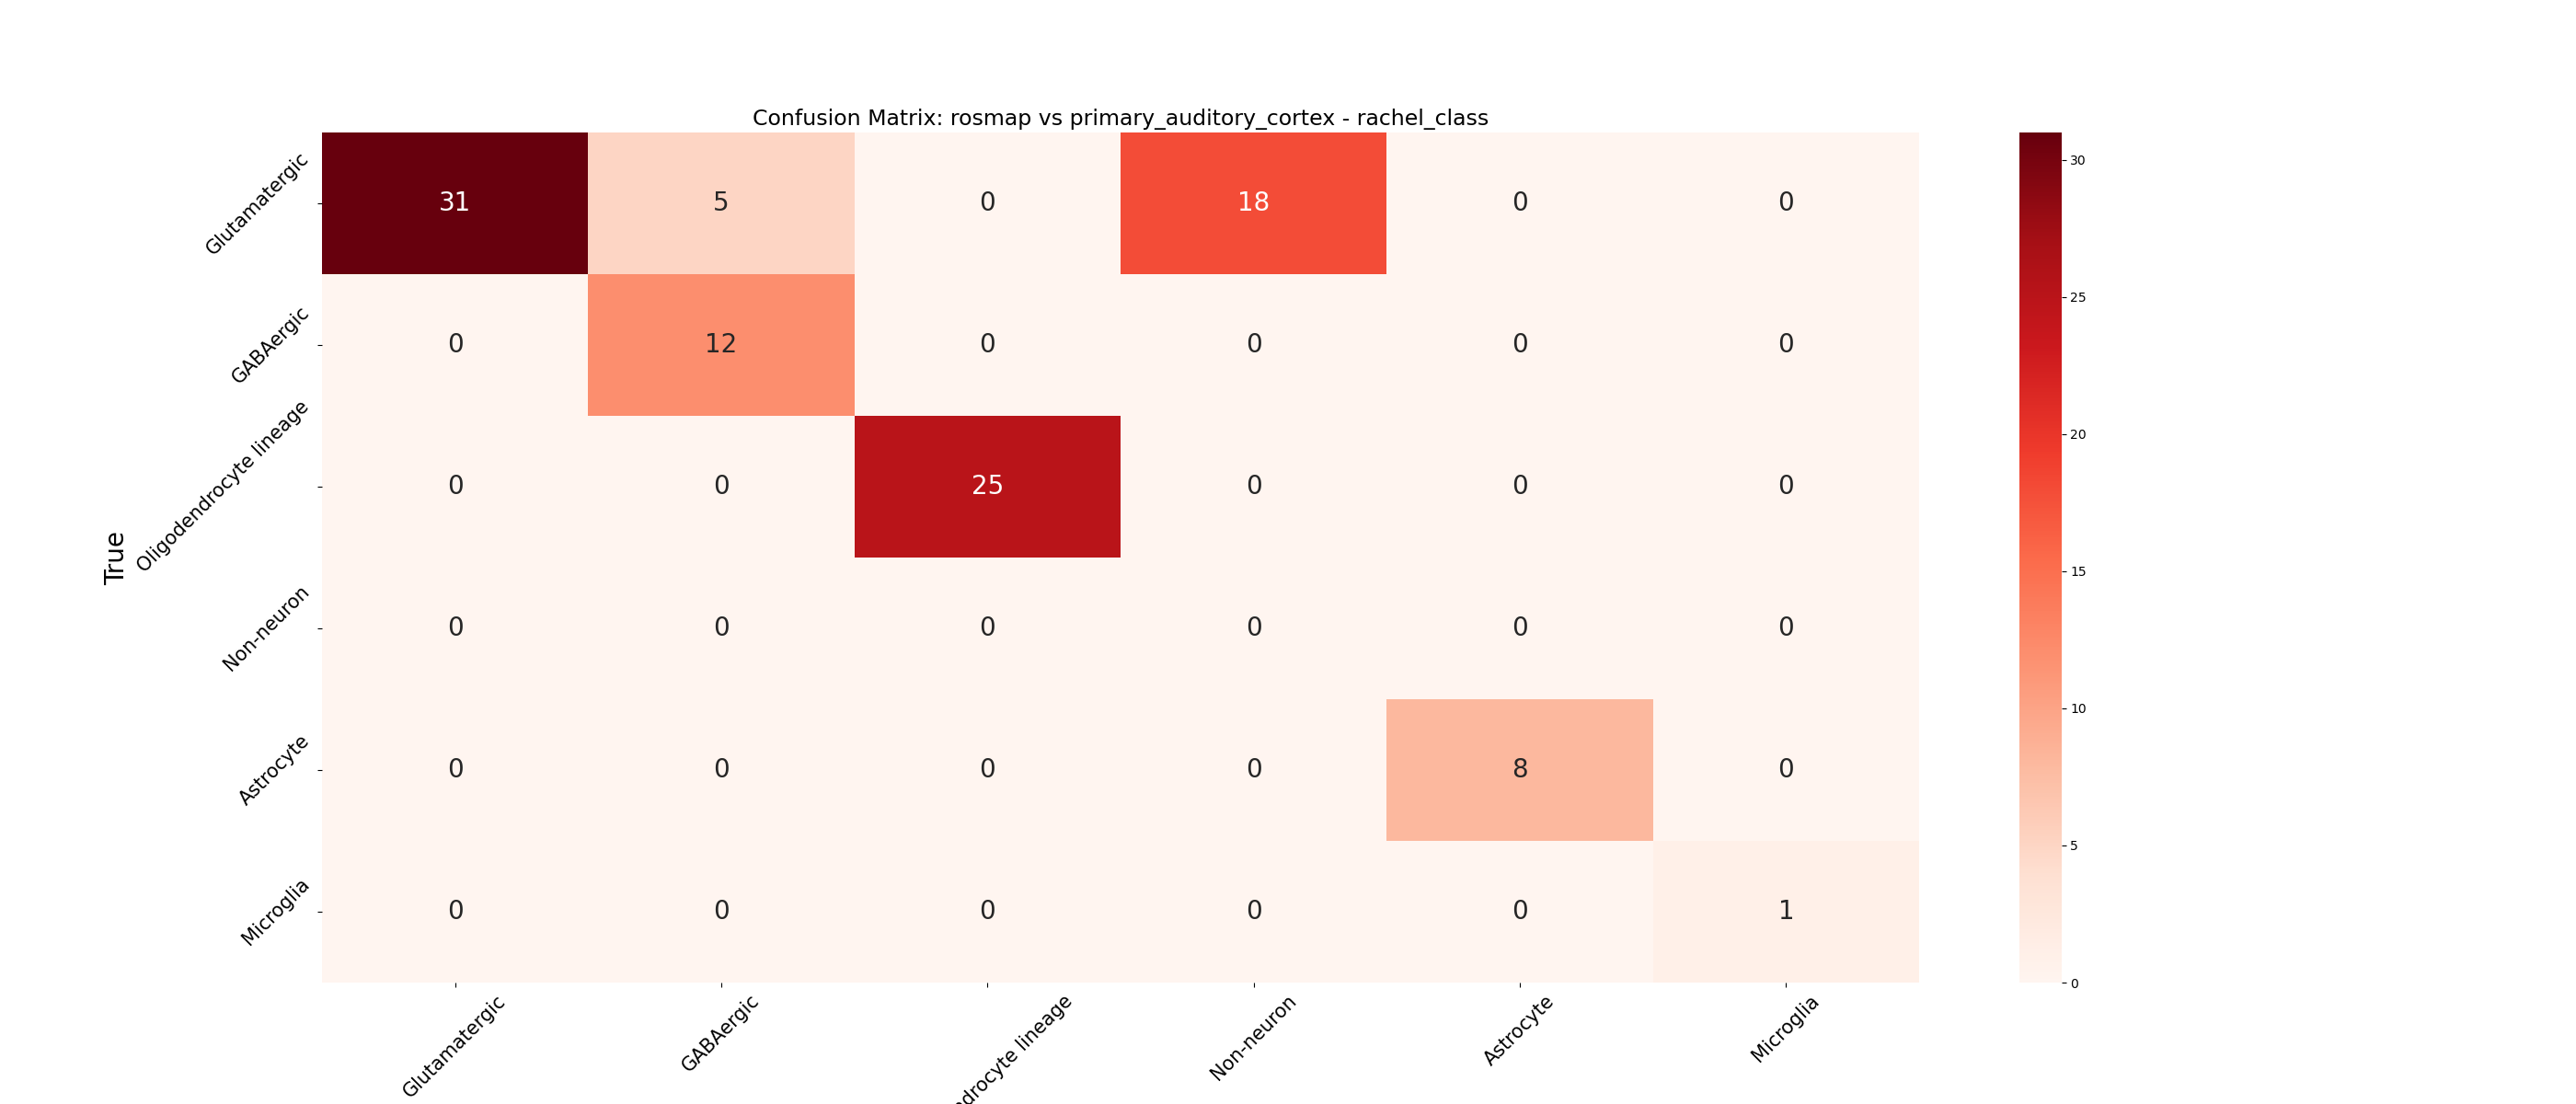 Confusion Matrix: rosmap vs primary_auditory_cortex - rachel_class
Glutamatergic 31 5 0 18 0 0
GABAergic 0 12 0 0 0 0
Oligodendrocyte lineage 0 0 25 0 0 0
Non-neuron 0 0 0 0 0 0
Astrocyte 0 0 0 0 8 0
Microglia 0 0 0 0 0 1
True
Glutamatergic GABAergic lineage Non-neuron Astrocyte Microglia
30
25
20
15
10
5
0